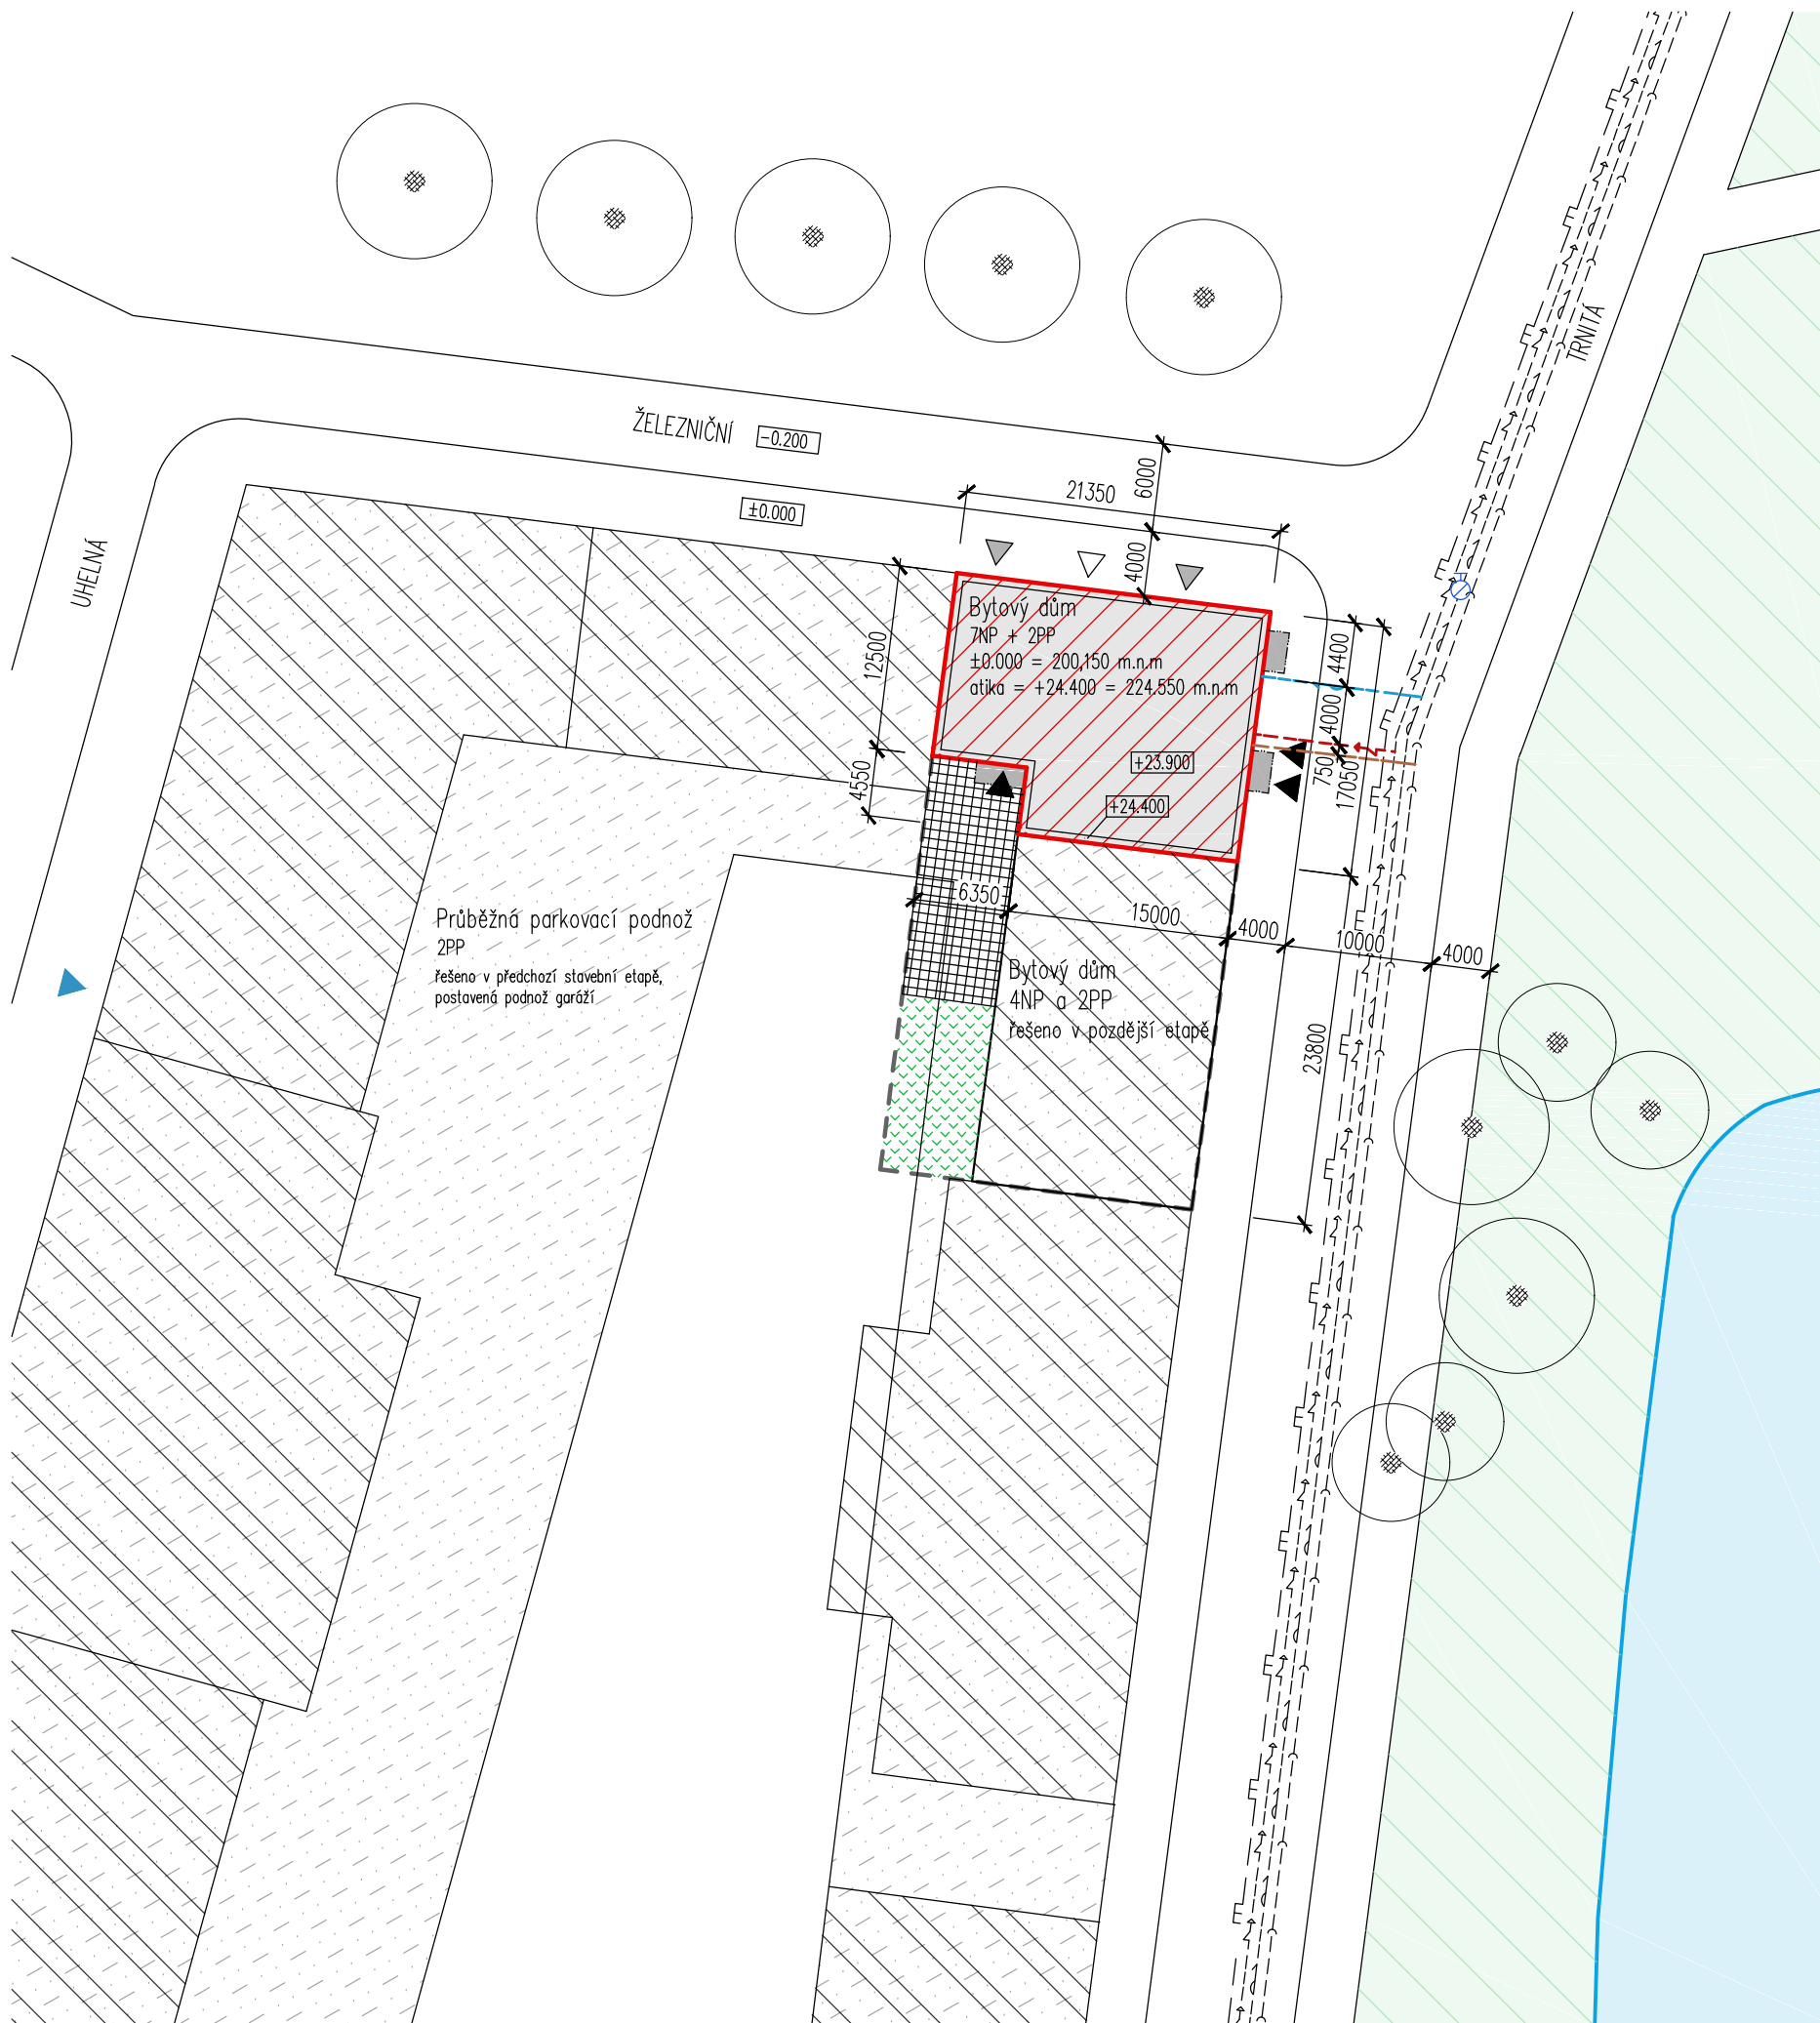 TRNITÁ
ŽELEZNIČNÍ
-0.200
6000
21350
±0.000
4000
UHELNÁ
Bytový dům
7NP + 2PP
±0.000 = 200,150 m.n.m
atika = +24.400 = 224.550 m.n.m
12500
4400
4000
750
17050
+23.900
+24.400
4550
6350
15000
4000
10000
4000
Průběžná parkovací podnož
2PP
řešeno v předchozí stavební etapě,
postavená podnož garáží
Bytový dům
4NP a 2PP
řešeno v pozdější etapě
23800